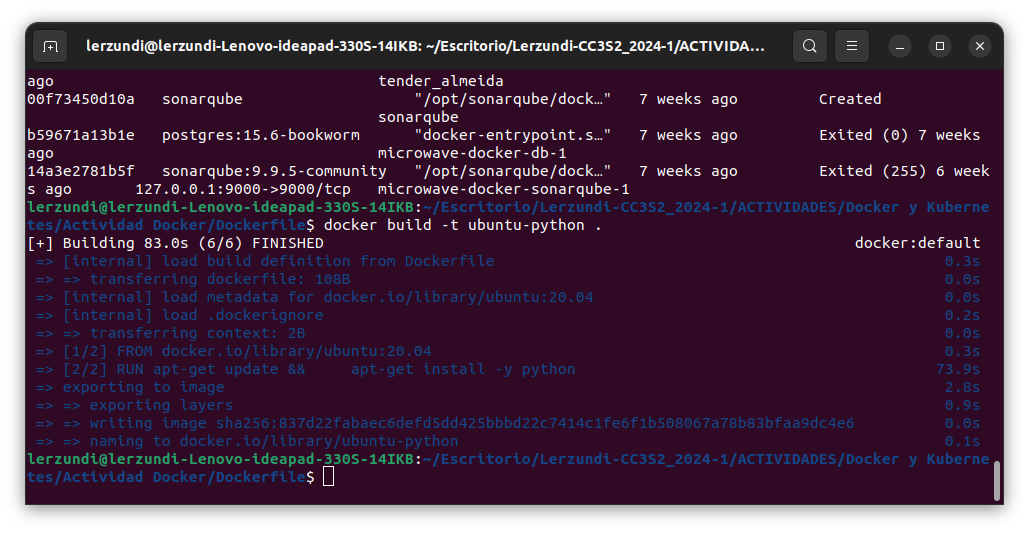 lerzundi@lerzundi-Lenovo-ideapad-330S-14IKB: ~/Escritorio/Lerzundi-CC3S2_2024-1/ACTIVIDA...
ago                                    tender_almeida
00f73450d10a   sonarqube                   "/opt/sonarqube/dock…"   7 weeks ago         Created
                                       sonarqube
b59671a13b1e   postgres:15.6-bookworm      "docker-entrypoint.s…"   7 weeks ago         Exited (0) 7 weeks
ago                                    microwave-docker-db-1
14a3e2781b5f   sonarqube:9.9.5-community   "/opt/sonarqube/dock…"   7 weeks ago         Exited (255) 6 week
s ago       127.0.0.1:9000->9000/tcp   microwave-docker-sonarqube-1
lerzundi@lerzundi-Lenovo-ideapad-330S-14IKB:~/Escritorio/Lerzundi-CC3S2_2024-1/ACTIVIDADES/Docker y Kuberne
tes/Actividad Docker/Dockerfile$ docker build -t ubuntu-python .
[+] Building 83.0s (6/6) FINISHED                                                           docker:default
 => [internal] load build definition from Dockerfile                                                  0.3s
 => => transferring dockerfile: 108B                                                                  0.0s
 => [internal] load metadata for docker.io/library/ubuntu:20.04                                       0.0s
 => [internal] load .dockerignore                                                                     0.2s
 => => transferring context: 2B                                                                       0.0s
 => [1/2] FROM docker.io/library/ubuntu:20.04                                                         0.3s
 => [2/2] RUN apt-get update &&     apt-get install -y python                                        73.9s
 => exporting to image                                                                                2.8s
 => => exporting layers                                                                               0.9s
 => => writing image sha256:837d22fabaec6defd5dd425bbbd22c7414c1fe6f1b508067a78b83bfaa9dc4e6          0.0s
 => => naming to docker.io/library/ubuntu-python                                                      0.1s
lerzundi@lerzundi-Lenovo-ideapad-330S-14IKB:~/Escritorio/Lerzundi-CC3S2_2024-1/ACTIVIDADES/Docker y Kuberne
tes/Actividad Docker/Dockerfile$